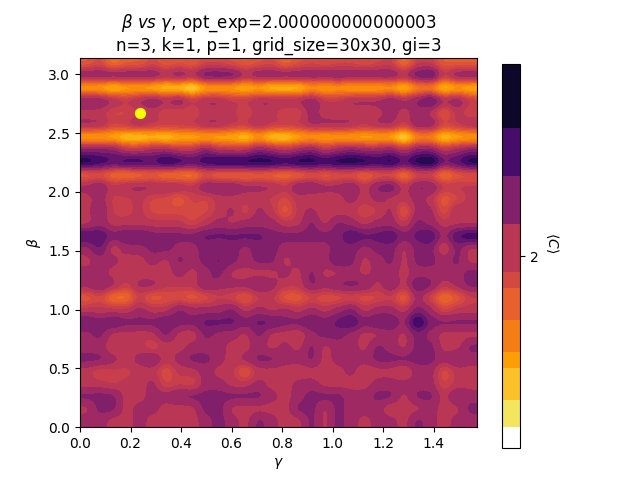 β vs γ, opt_exp=2.000000000000003
n=3, k=1, p=1, grid_size=30x30, gi=3
3.0
2.5
2.0
1.5
1.0
0.5
0.0
β
0.0 0.2 0.4 0.6 0.8 1.0 1.2 1.4
γ
2
⟨C⟩